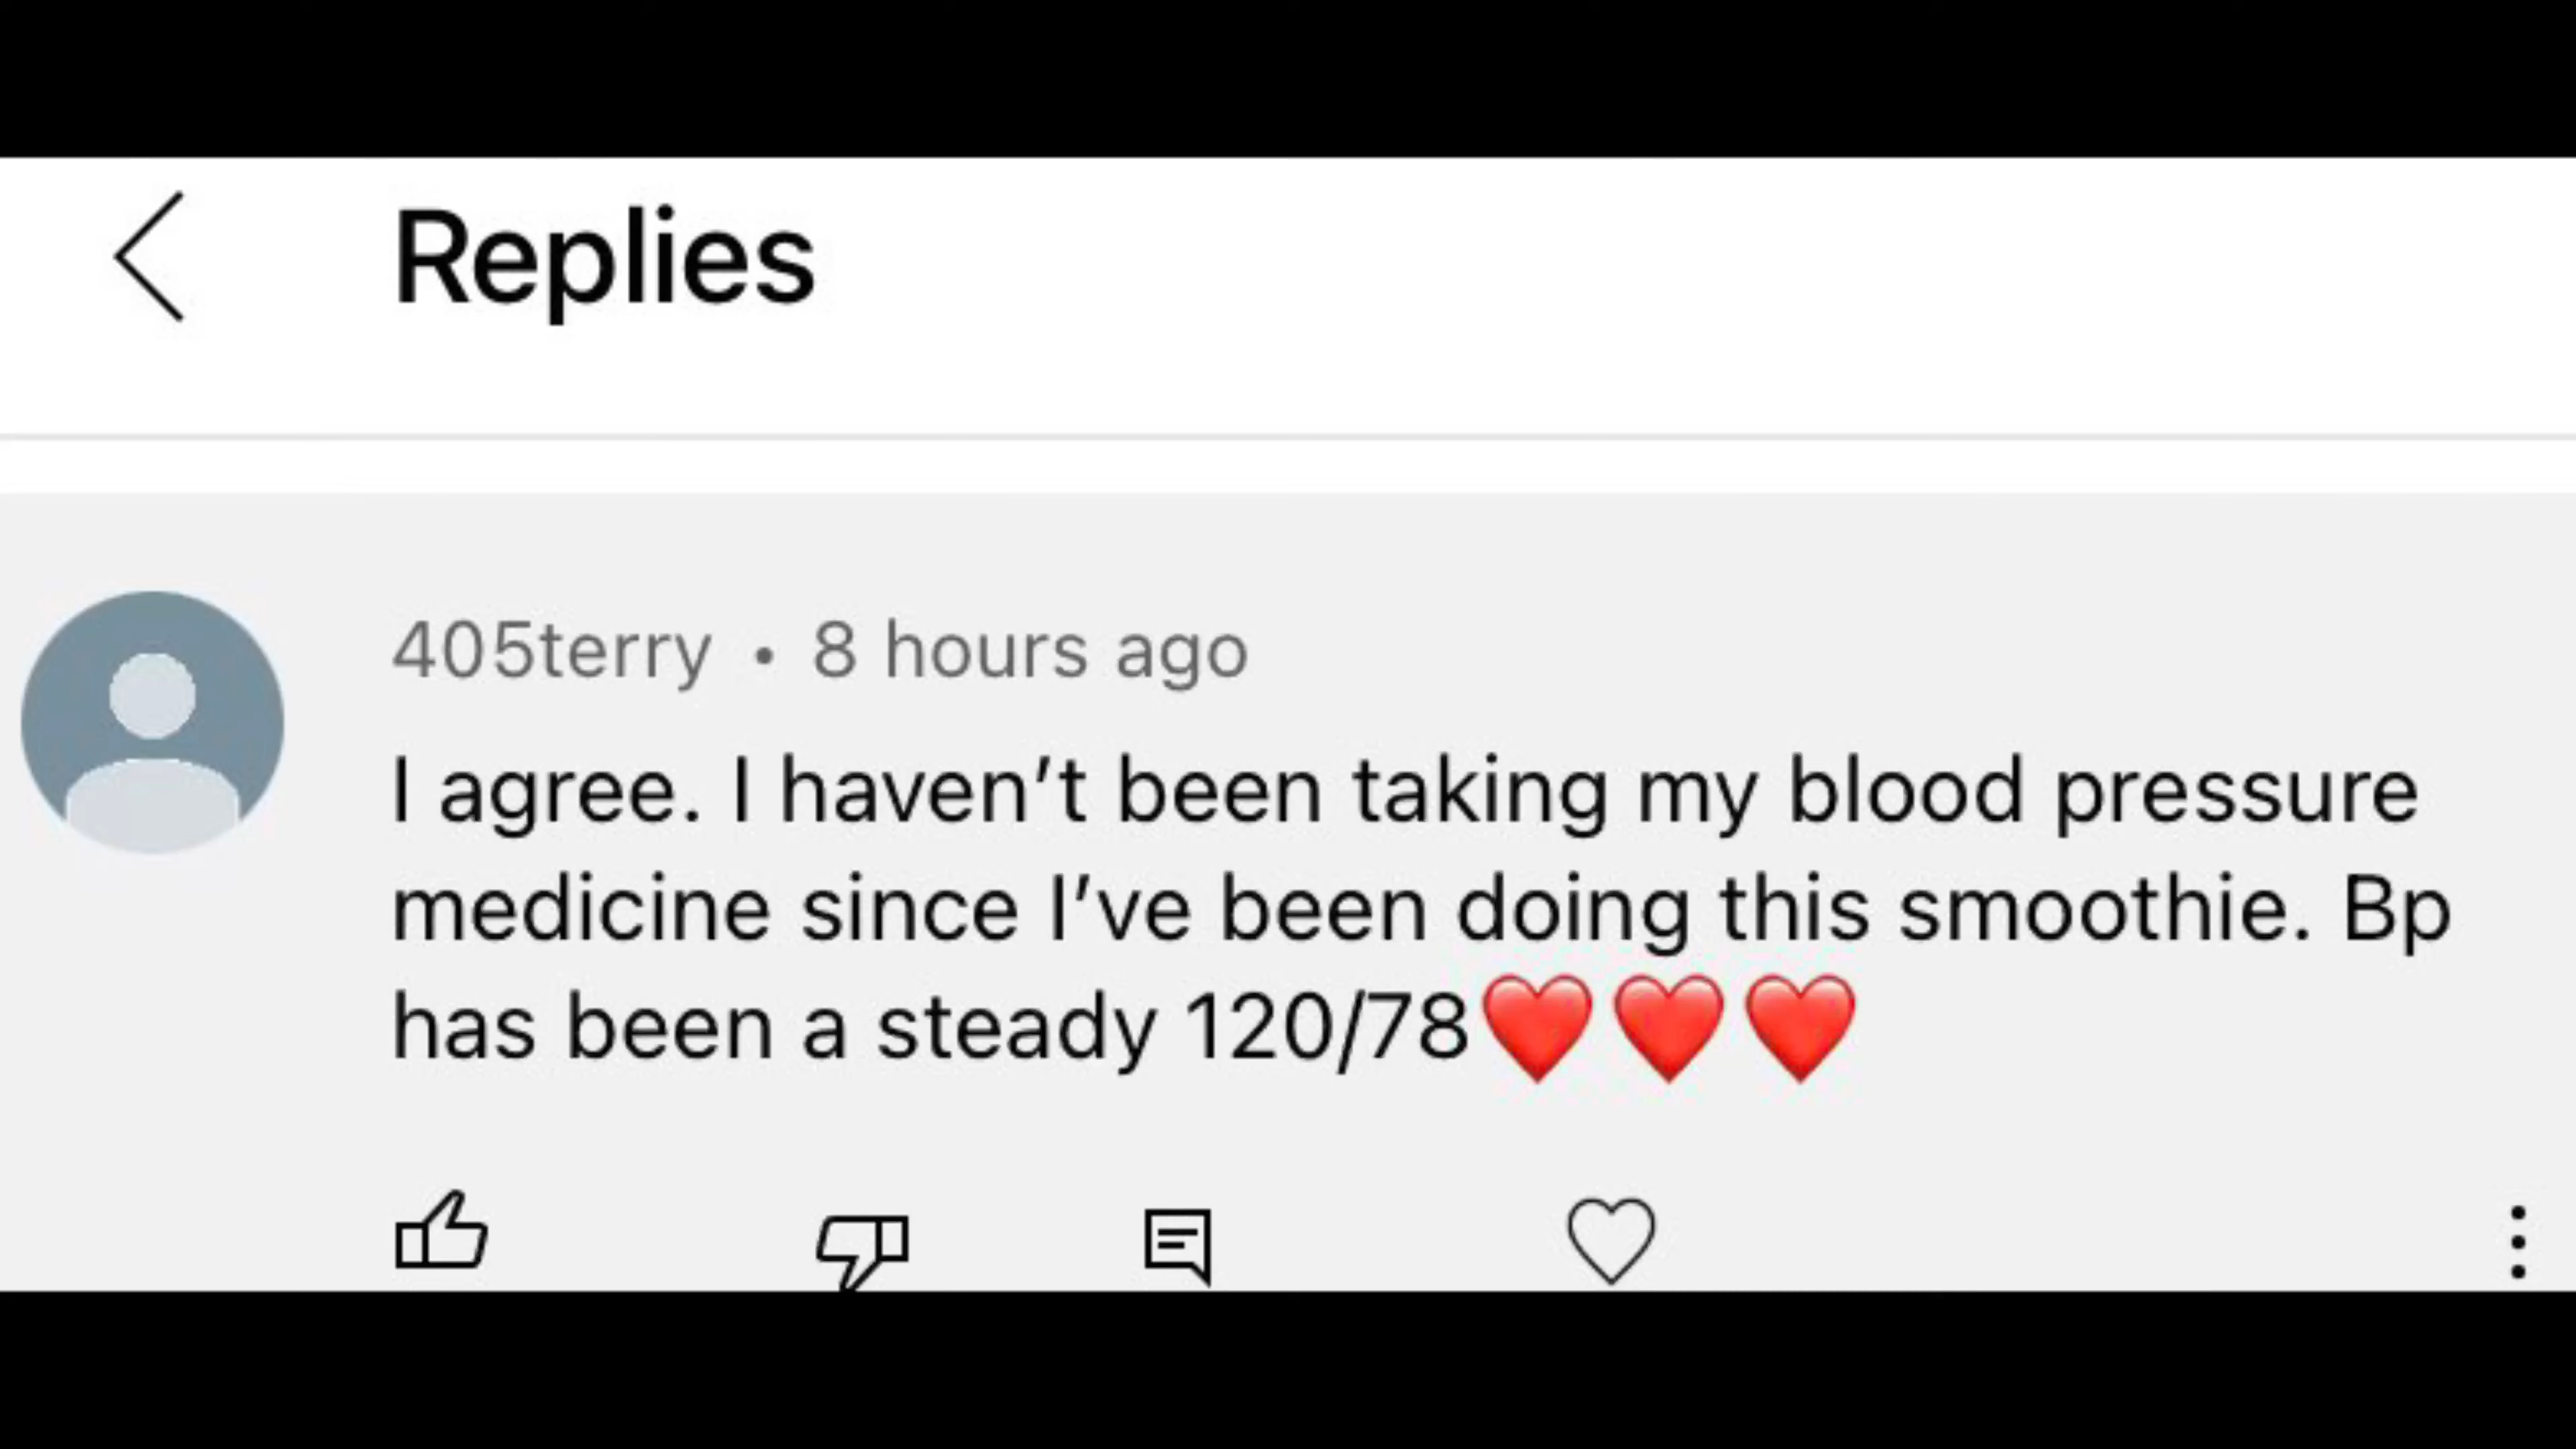 Replies
405terry • 8 hours ago
I agree. I haven’t been taking my blood pressure
medicine since I’ve been doing this smoothie. Bp
has been a steady 120/78❤️❤️❤️